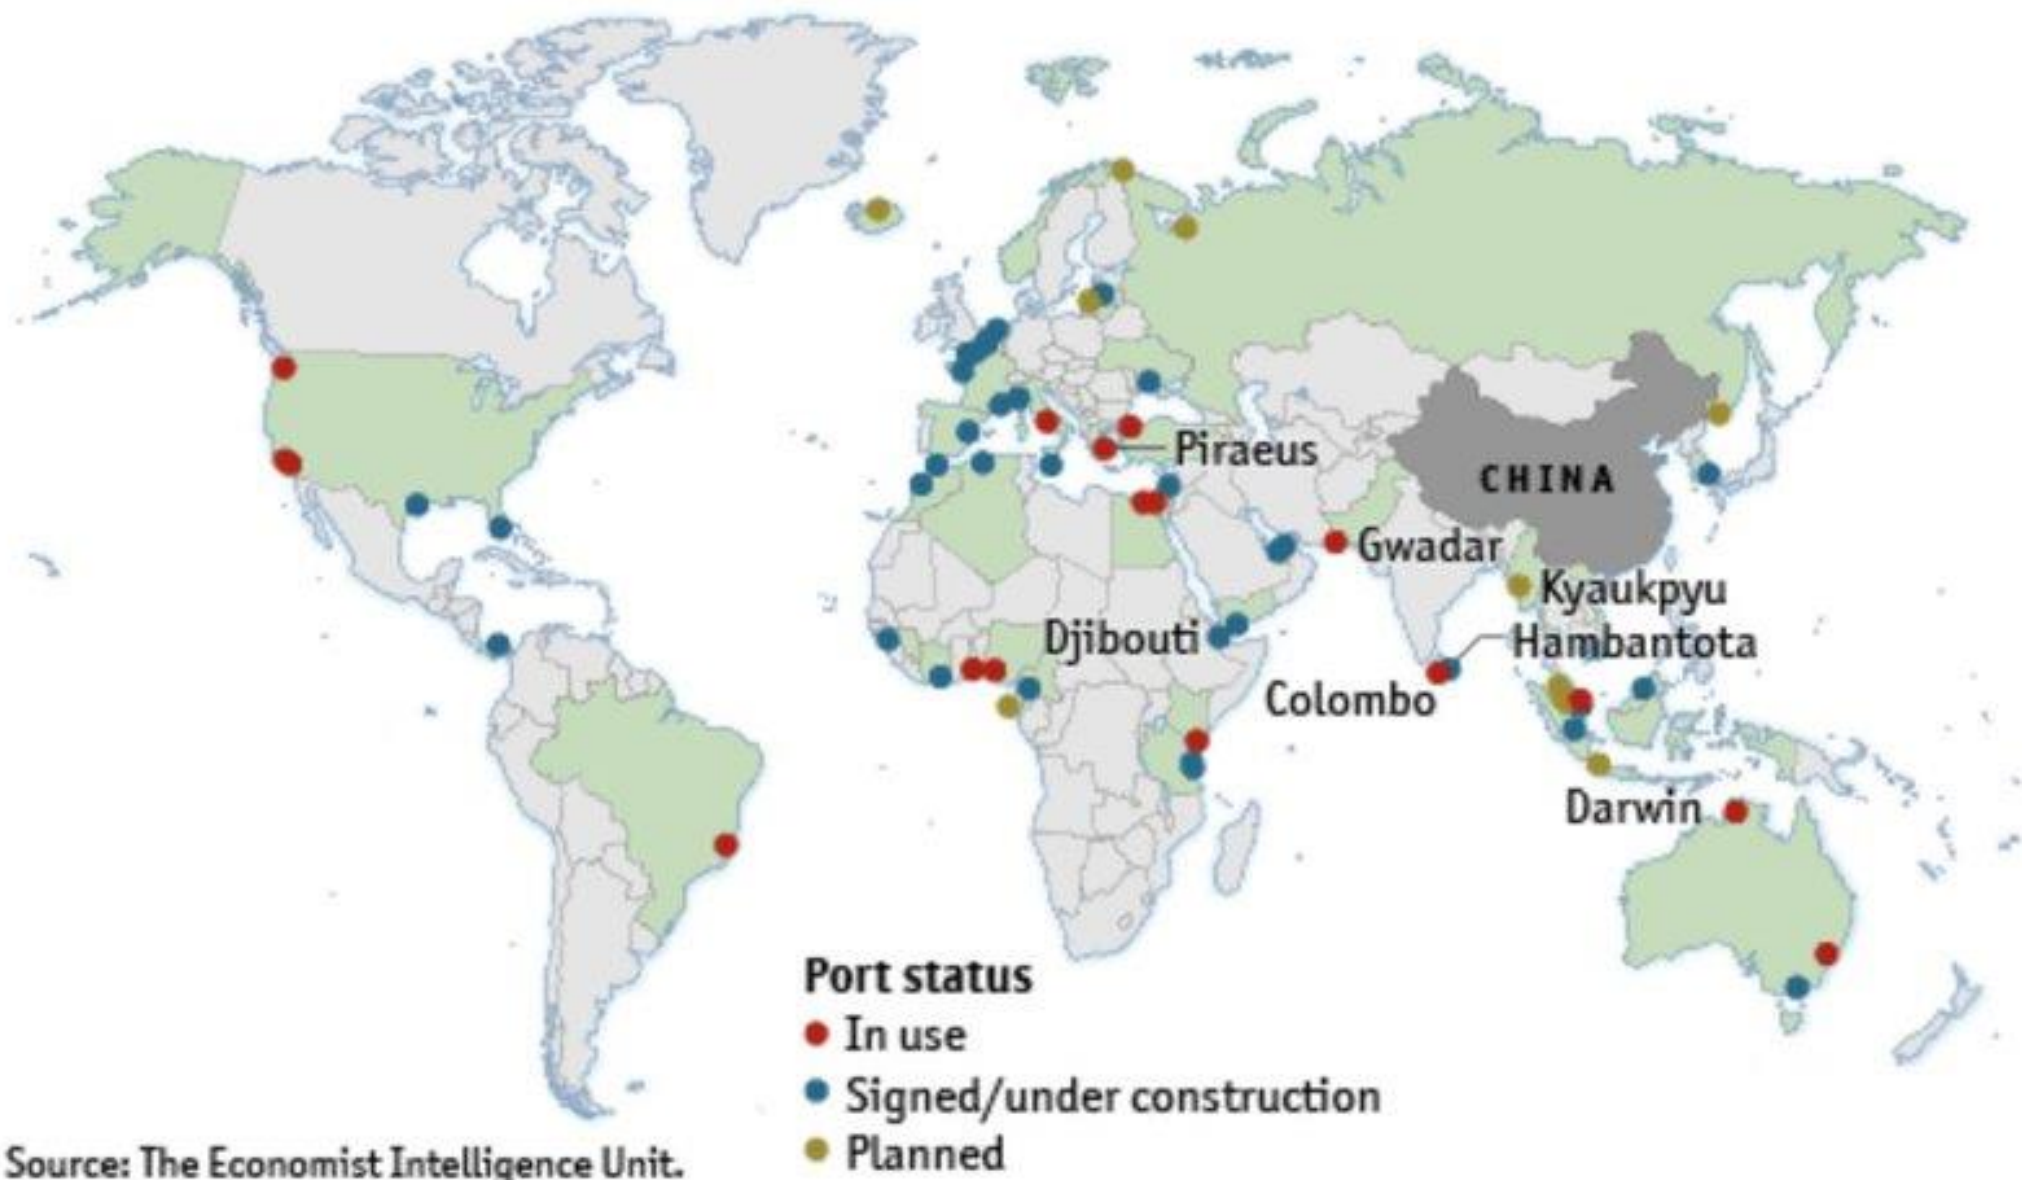 Piraeus
CHINA
Gwadar
Kyaukpyu
Djibouti
Hambantota
Colombo
Darwin
Port status
In use
Signed/under construction
Planned
Source: The Economist Intelligence Unit.